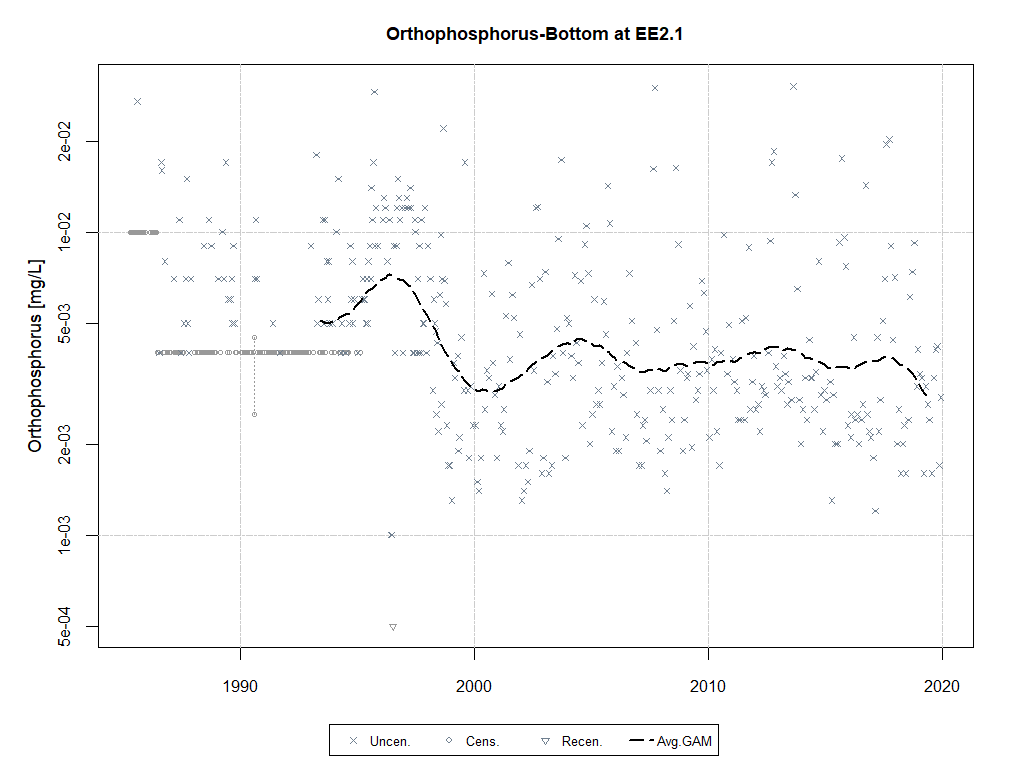 Orthophosphorus-Bottom at EE2.1
Orthophosphorus [mg/L]
2e-02
1e-02
5e-03
2e-03
1e-03
5e-04
1990
2000
2010
2020
Uncen.
Cens.
Recen.
Avg.GAM